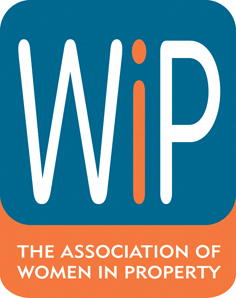 WiP
THE ASSOCIATION OF
WOMEN IN PROPERTY